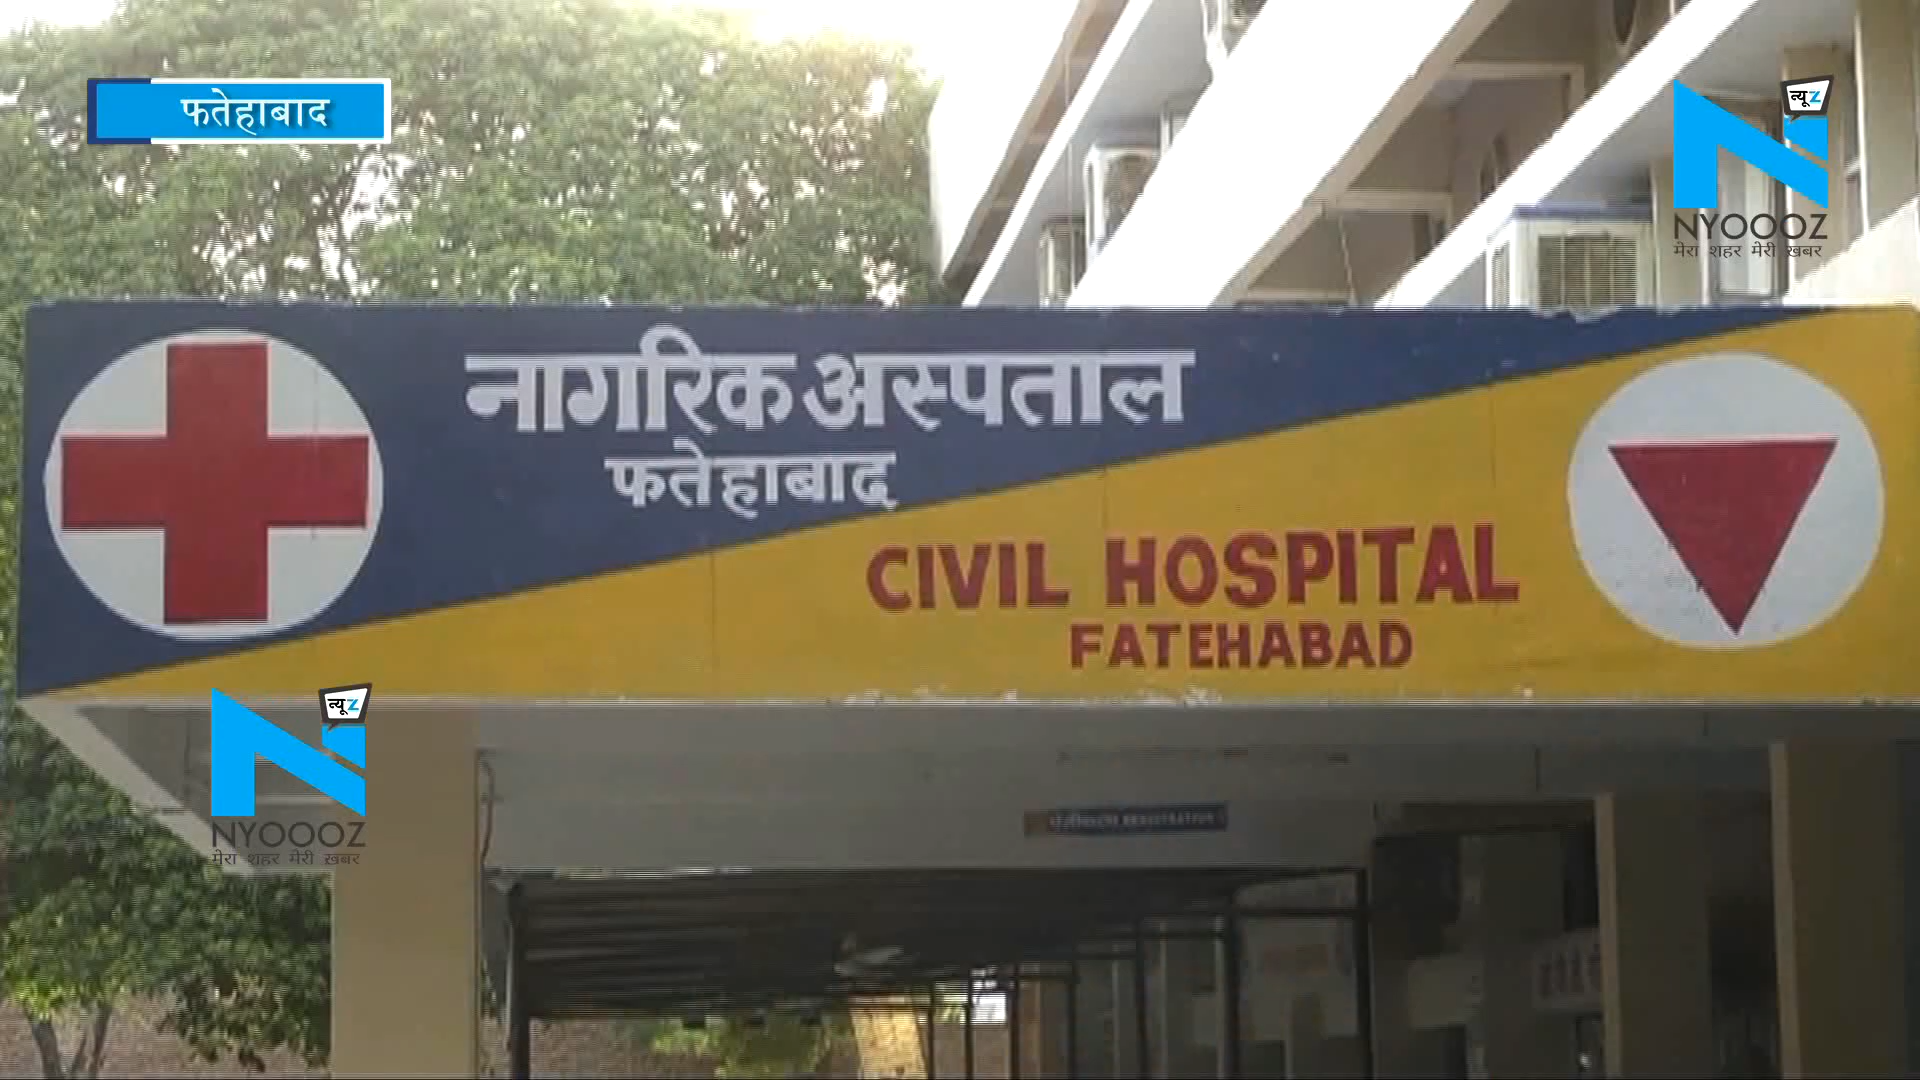 फतेहाबाद
न्यूz
NYOOOZ
मेरा शहर मेरी ख़बर
नागरिक अस्पताल
फतेहाबाद
CIVIL HOSPITAL
FATEHABAD
न्यूz
NYOOOZ
मेरा शहर मेरी ख़बर